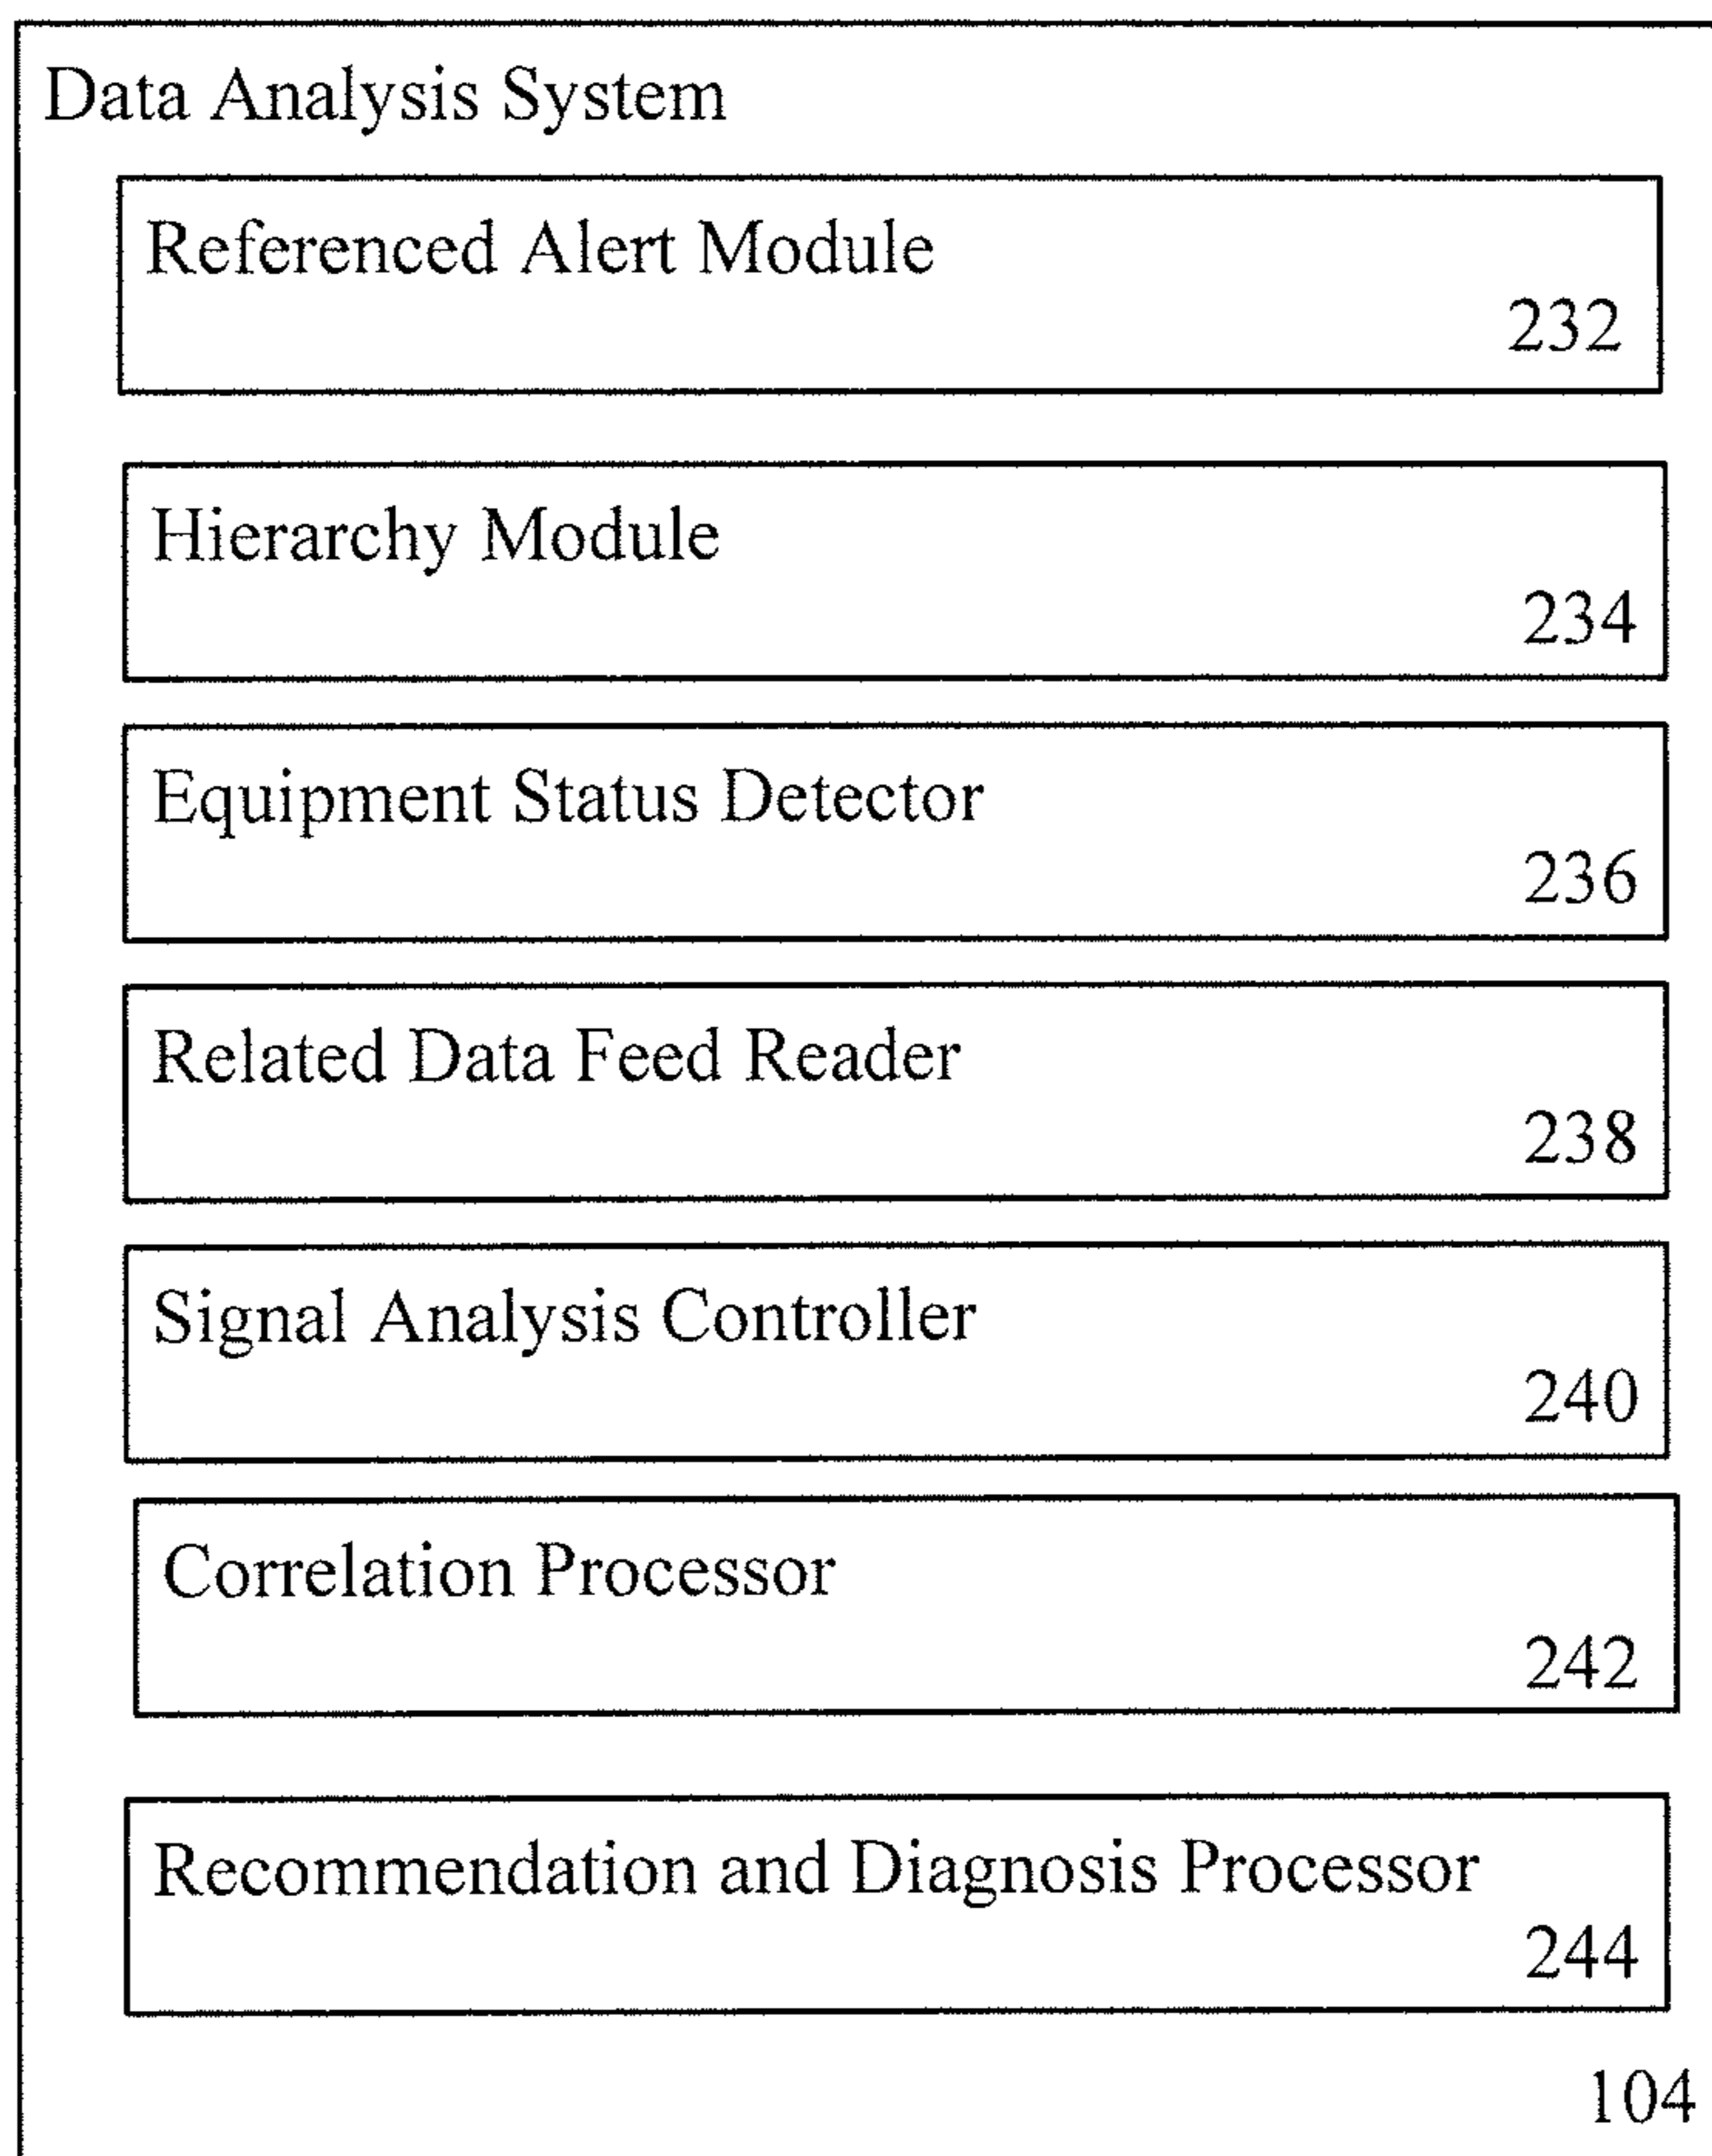 Data Analysis System
Referenced Alert Module
232
Hierarchy Module
234
Equipment Status Detector
236
Related Data Feed Reader
238
Signal Analysis Controller
240
Correlation Processor
242
Recommendation and Diagnosis Processor
244
104